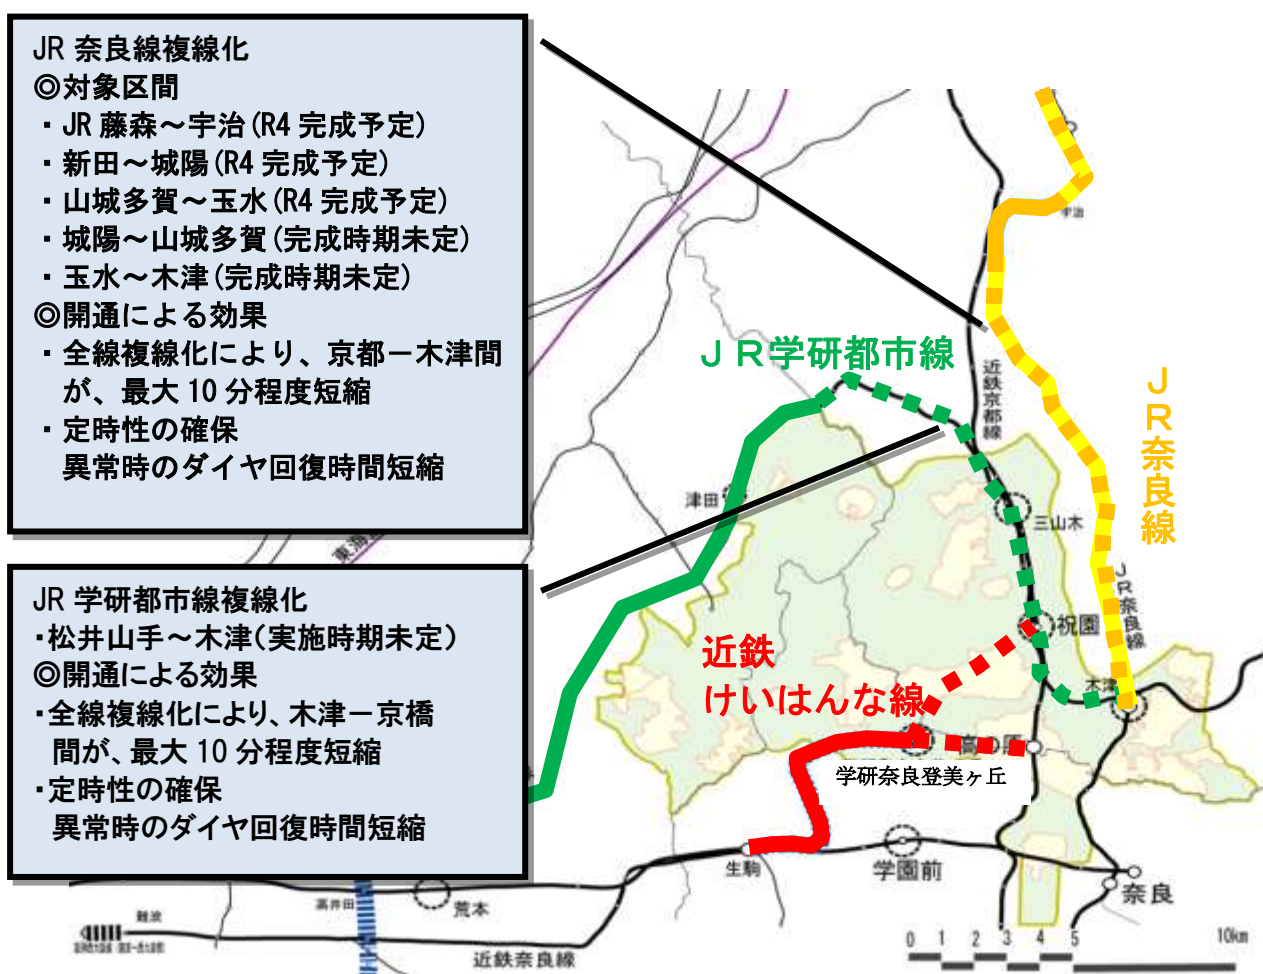 JR 奈良線複線化
◎対象区間
・JR 藤森～宇治(R4 完成予定)
・新田～城陽(R4 完成予定)
・山城多賀～玉水(R4 完成予定)
・城陽～山城多賀(完成時期未定)
・玉水～木津(完成時期未定)
◎開通による効果
・全線複線化により、京都－木津間
が、最大 10 分程度短縮
・定時性の確保
異常時のダイヤ回復時間短縮
JR 学研都市線複線化
・松井山手～木津(実施時期未定)
◎開通による効果
・全線複線化により、木津－京橋
間が、最大 10 分程度短縮
・定時性の確保
異常時のダイヤ回復時間短縮
宇治
ＪＲ学研都市線
近鉄京都線
ＪＲ奈良線
津田
三山木
東海
ＪＲ奈良線
祝園
近鉄
けいはんな線
木津
高の原
学研奈良登美ヶ丘
生駒
学園前
奈良
高井田
荒本
難波
近鉄奈良線
0 1 2 3 4 5 10km